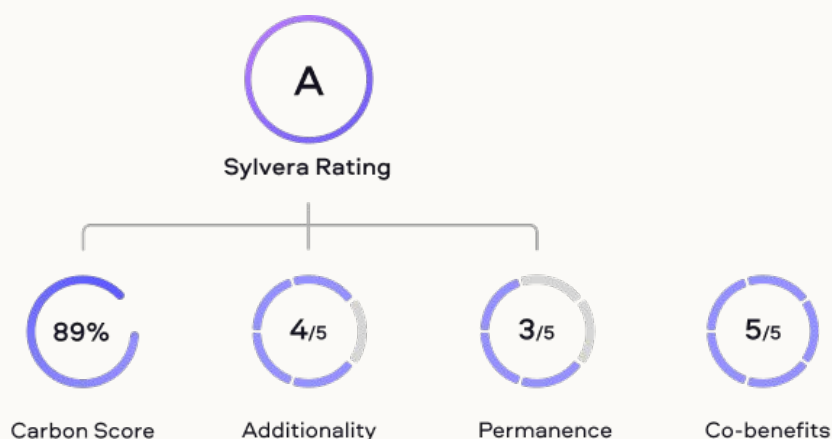 A
Sylvera Rating
89% 4/5 3/5 5/5
Carbon Score Additionality Permanence Co-benefits